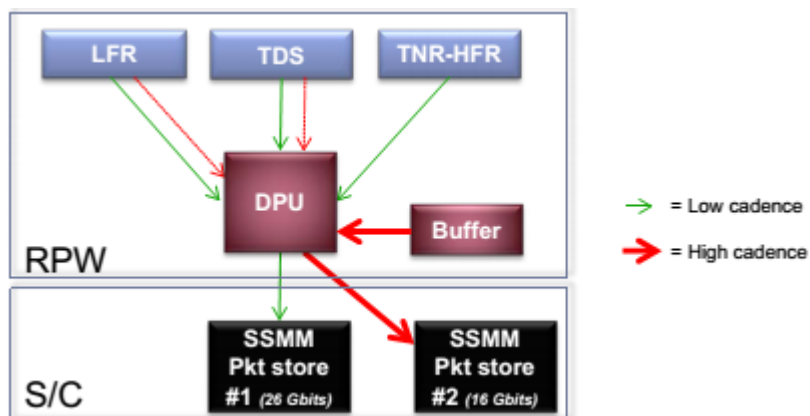 LFR
TDS
TNR-HFR
DPU
Buffer
RPW
= Low cadence
= High cadence
SSMM
Pkt store
#1 (26 Gbits)
SSMM
Pkt store
#2 (16 Gbits)
S/C